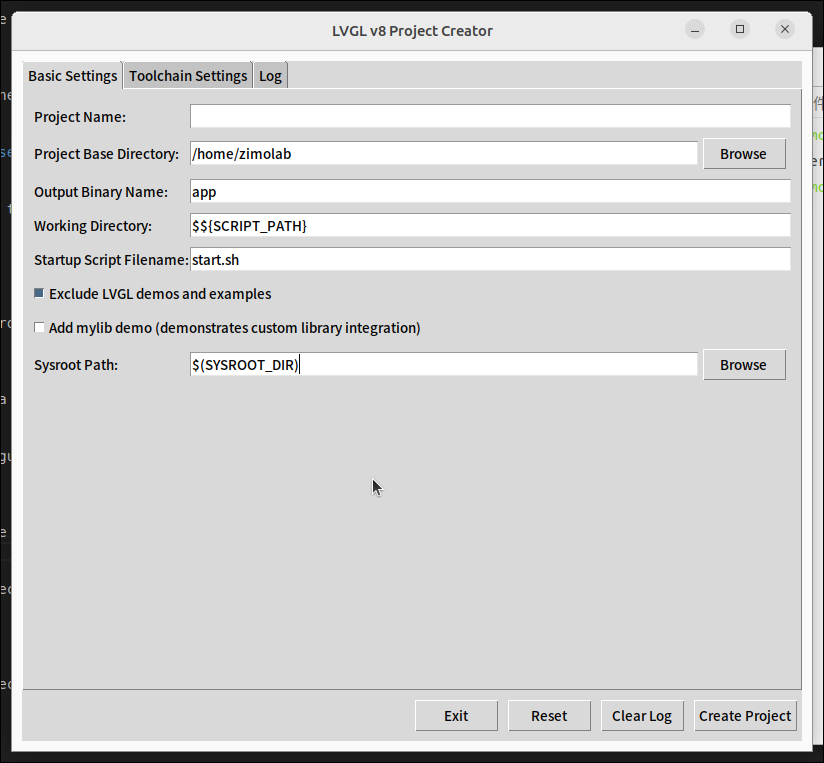 LVGL v8 Project Creator
Basic Settings Toolchain Settings Log
Project Name:
Project Base Directory: /home/zimolab Browse
Output Binary Name: app
Working Directory: $${SCRIPT_PATH}
Startup Script Filename: start.sh
Exclude LVGL demos and examples
Add mylib demo (demonstrates custom library integration)
Sysroot Path: $(SYSROOT_DIR) Browse
Exit Reset Clear Log Create Project